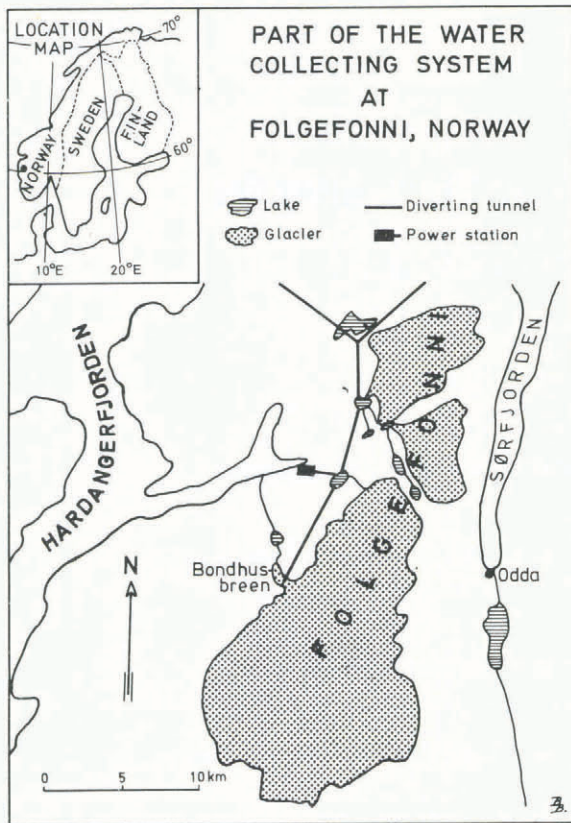 LOCATION
MAP
70°
60°
NORWAY
SWEDEN
FIN-
LAND
10°E
20°E
PART OF THE WATER
COLLECTING SYSTEM
AT
FOLGEFONNI, NORWAY
Lake
Glacier
Diverting tunnel
Power station
HARDANGERFJORDEN
SØRFJORDEN
FOLGEFONNI
Bondhus-
breen
Odda
N
0 5 10 km